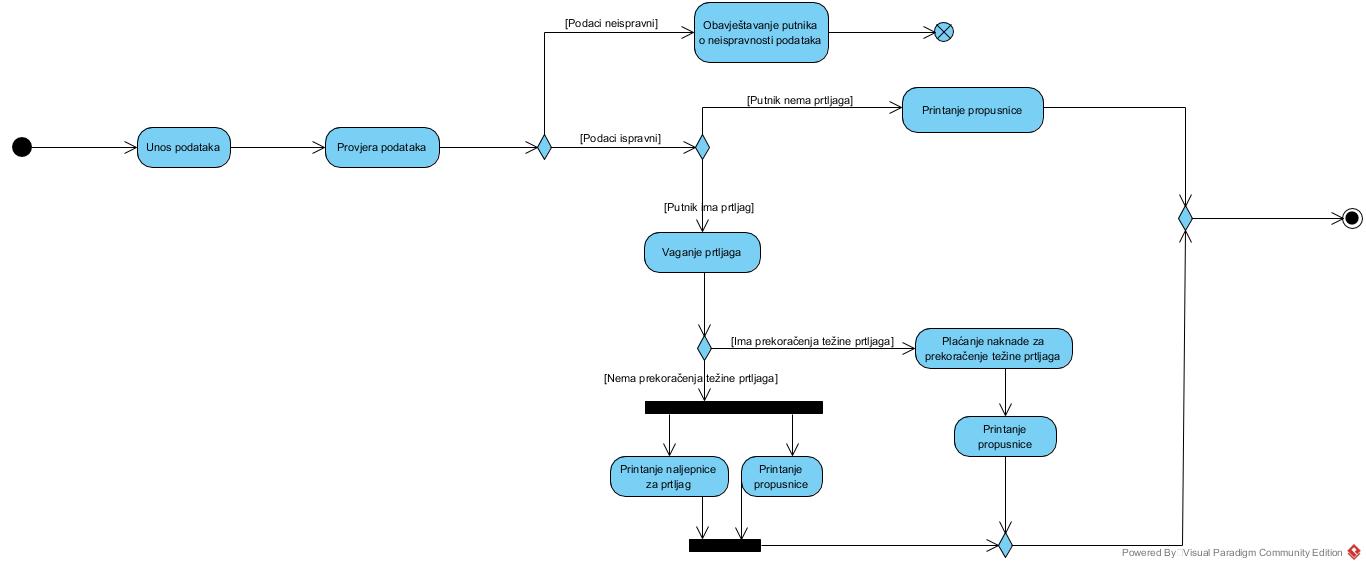 [Podaci neispravni]
Obavještavanje putnika
o neispravnosti podataka
[Putnik nema prtljaga]
Printanje propusnice
Unos podataka
Provjera podataka
[Podaci ispravni]
[Putnik ima prtljag]
Vaganje prtljaga
[Ima prekoračenja težine prtljaga]
Plaćanje naknade za
prekoračenje težine prtljaga
[Nema prekoračenja težine prtljaga]
Printanje
propusnice
Printanje naljepnice
za prtljag
Printanje
propusnice
Powered By Visual Paradigm Community Edition